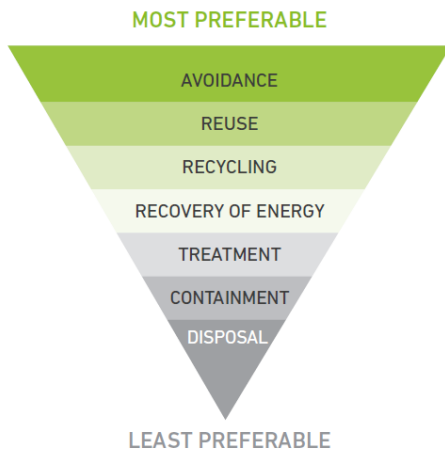 MOST PREFERABLE
AVOIDANCE
REUSE
RECYCLING
RECOVERY OF ENERGY
TREATMENT
CONTAINMENT
DISPOSAL
LEAST PREFERABLE